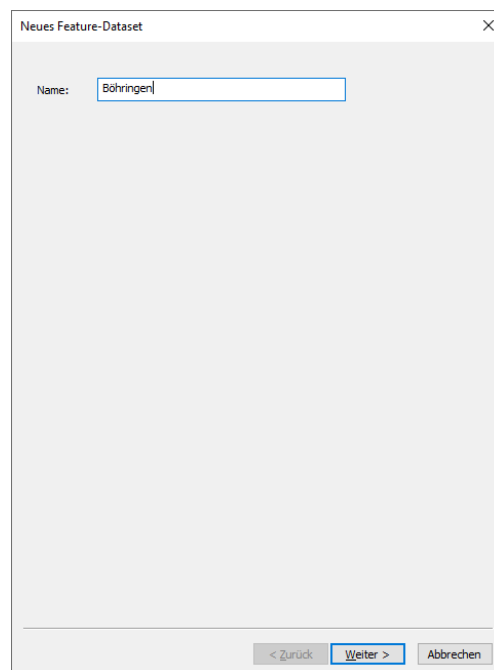 Neues Feature-Dataset
Name: Böhringen
< Zurück Weiter > Abbrechen